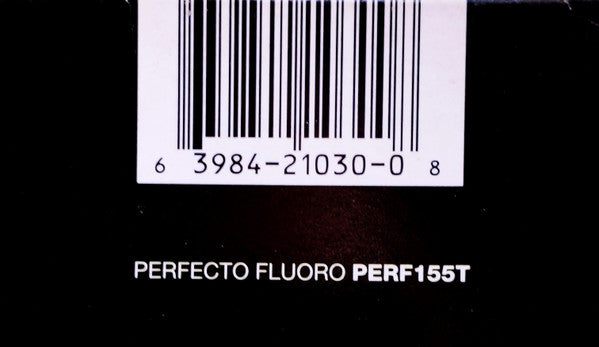 6 3984-21030-0 8
PERFECTO FLUORO PERF155T